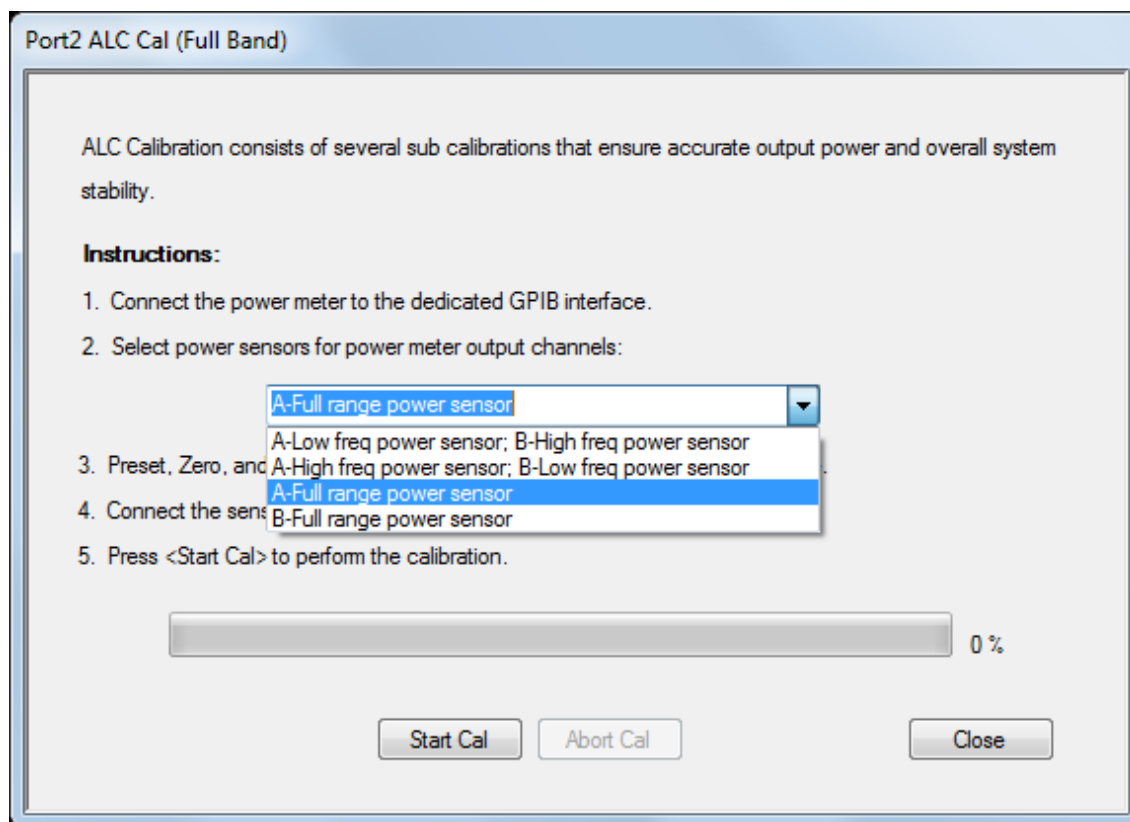 Port2 ALC Cal (Full Band)
ALC Calibration consists of several sub calibrations that ensure accurate output power and overall system
stability.
Instructions:
1. Connect the power meter to the dedicated GPIB interface.
2. Select power sensors for power meter output channels:
A-Full range power sensor
A-Low freq power sensor; B-High freq power sensor
3. Preset, Zero, and
A-High freq power sensor; B-Low freq power sensor
.
A-Full range power sensor
4. Connect the sens
B-Full range power sensor
5. Press <Start Cal> to perform the calibration.
0 %
Start Cal
Abort Cal
Close